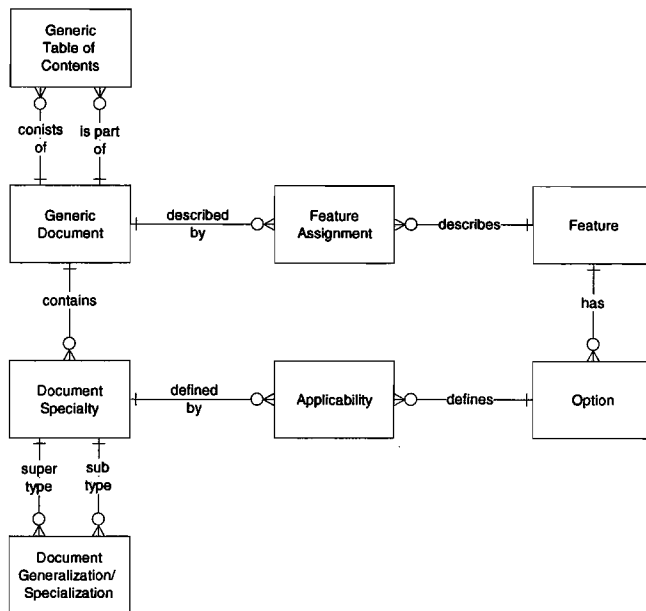 Generic
Table of
Contents
conists
of
is part
of
Generic
Document
described
by
Feature
Assignment
describes
Feature
contains
has
Document
Specialty
defined
by
Applicability
defines
Option
super
type
sub
type
Document
Generalization/
Specialization